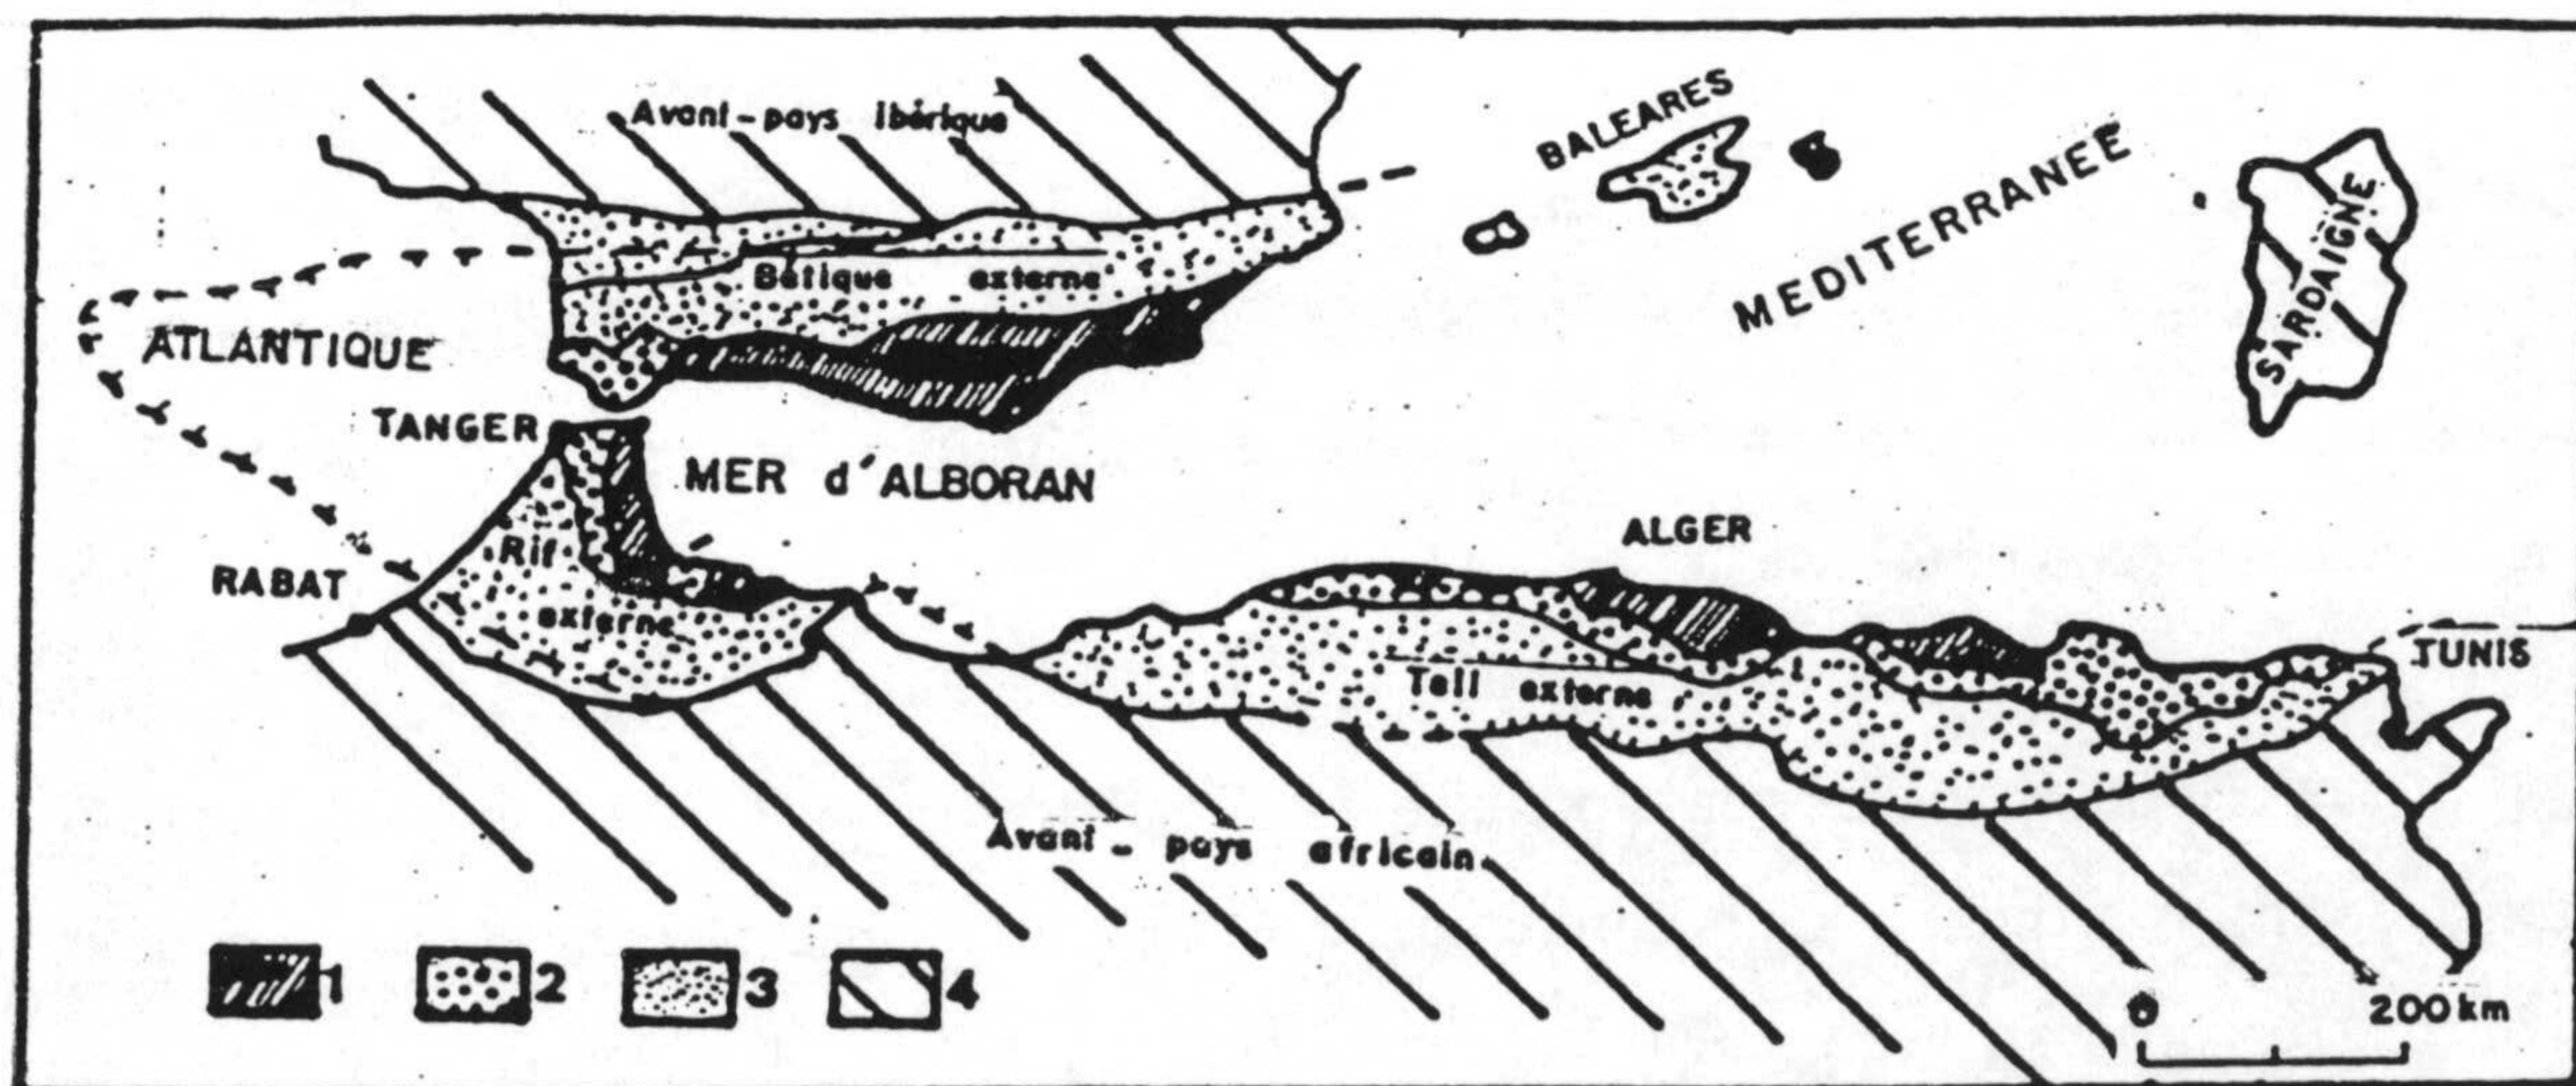 Avant-pays Ibérique
BALEARES
MEDITERRANEE
SARDAIGNE
Bétique externe
ATLANTIQUE
TANGER
MER d'ALBORAN
ALGER
Rif
externe
RABAT
TUNIS
Tell externe
Avant-pays africain
1 2 3 4
0 200 km